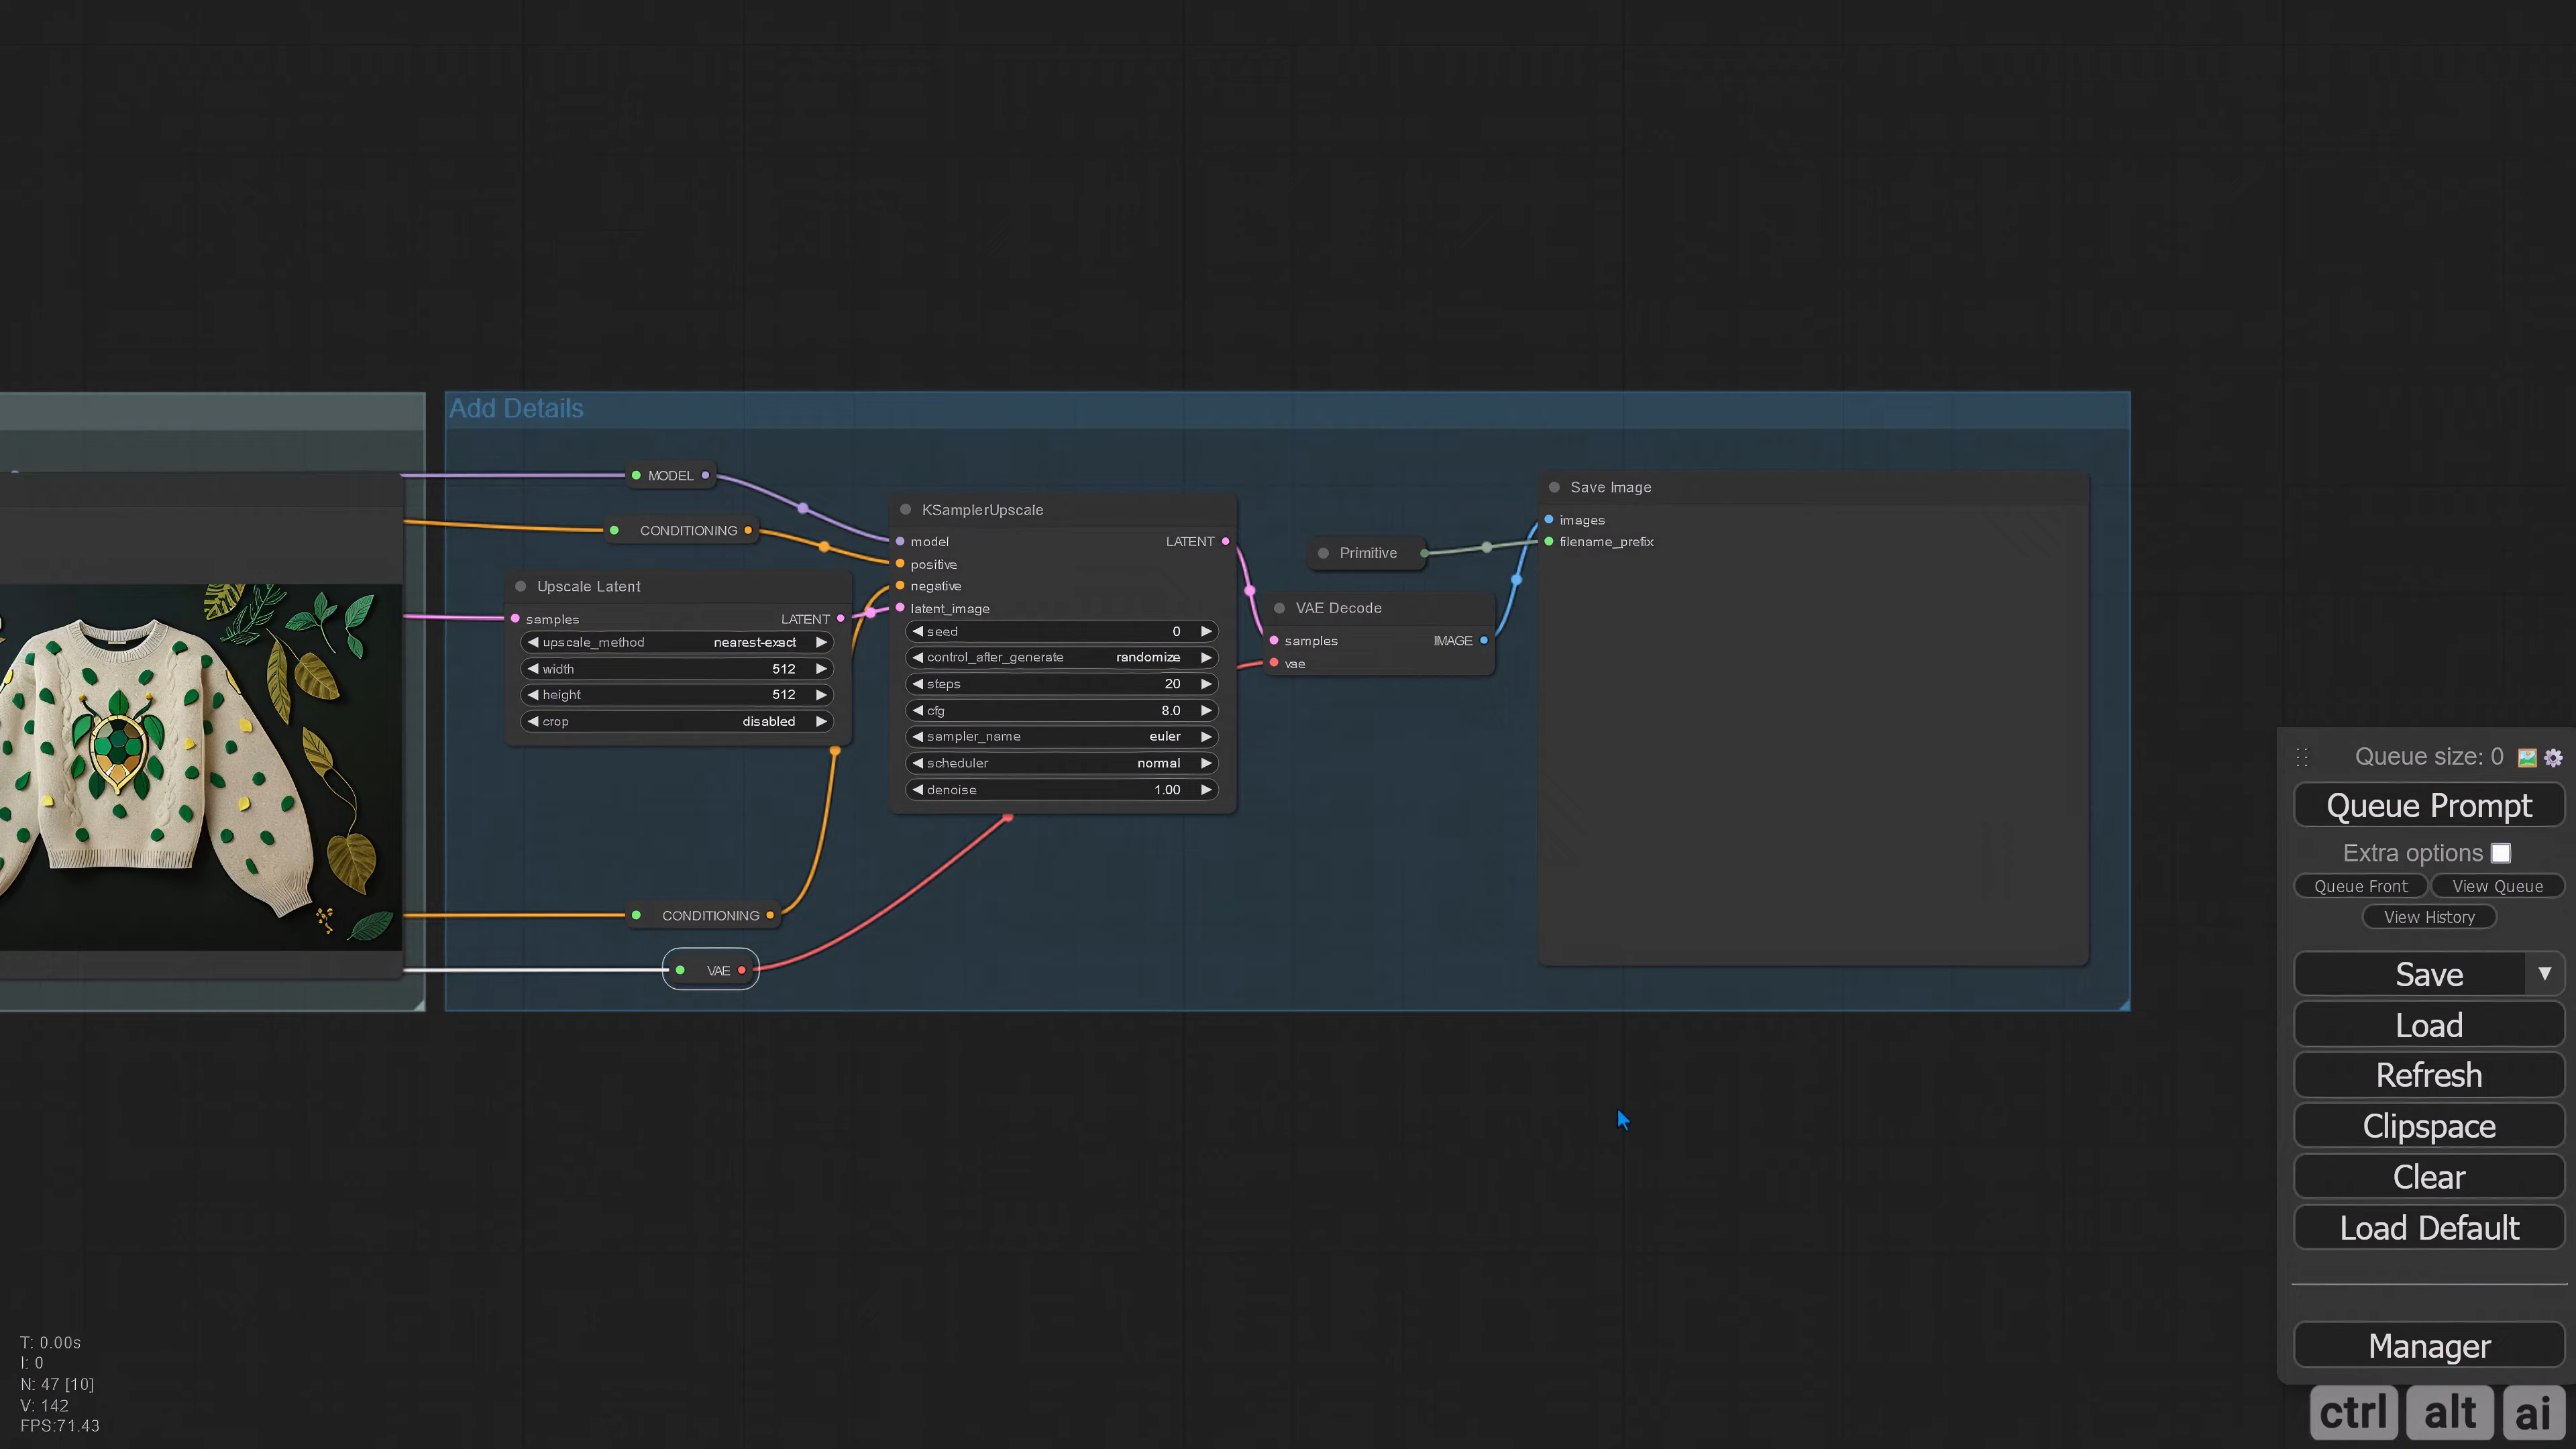 Add Details
MODEL
CONDITIONING
Upscale Latent
samples LATENT
upscale_method nearest-exact
width 512
height 512
crop disabled
CONDITIONING
VAE
KSamplerUpscale
model LATENT
positive
negative
latent_image
seed 0
control_after_generate randomize
steps 20
cfg 8.0
sampler_name euler
scheduler normal
denoise 1.00
Primitive
VAE Decode
samples IMAGE
vae
Save Image
images
filename_prefix
Queue size: 0
Queue Prompt
Extra options
Queue Front View Queue
View History
Save
Load
Refresh
Clipspace
Clear
Load Default
Manager
T: 0.00s
I: 0
N: 47 [10]
V: 142
FPS:71.43
ctrl alt ai